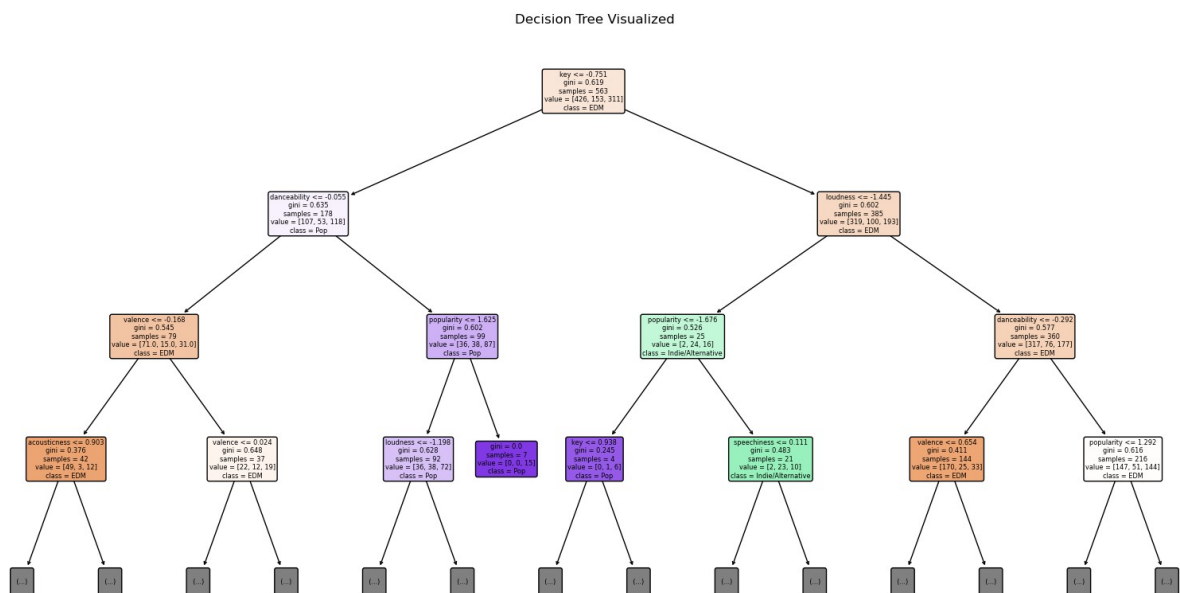 Decision Tree Visualized
key <= -0.751
gini = 0.619
samples = 563
value = [426, 153, 311]
class = EDM
danceability <= -0.055
gini = 0.635
samples = 178
value = [107, 53, 118]
class = Pop
loudness <= -1.445
gini = 0.602
samples = 385
value = [319, 100, 193]
class = EDM
valence <= -0.168
gini = 0.545
samples = 79
value = [71.0, 15.0, 31.0]
class = EDM
popularity <= 1.625
gini = 0.602
samples = 99
value = [36, 38, 87]
class = Pop
popularity <= -1.676
gini = 0.526
samples = 25
value = [2, 24, 16]
class = Indie/Alternative
danceability <= -0.292
gini = 0.577
samples = 360
value = [317, 76, 177]
class = EDM
acousticness <= 0.903
gini = 0.376
samples = 42
value = [49, 3, 12]
class = EDM
valence <= 0.024
gini = 0.648
samples = 37
value = [22, 12, 19]
class = EDM
loudness <= -1.198
gini = 0.628
samples = 92
value = [36, 38, 72]
class = Pop
gini = 0.0
samples = 7
value = [0, 0, 15]
class = Pop
key <= 0.938
gini = 0.245
samples = 4
value = [0, 1, 6]
class = Pop
speechiness <= 0.111
gini = 0.483
samples = 21
value = [2, 23, 10]
class = Indie/Alternative
valence <= 0.654
gini = 0.411
samples = 144
value = [170, 25, 33]
class = EDM
popularity <= 1.292
gini = 0.616
samples = 216
value = [147, 51, 144]
class = EDM
(...)
(...)
(...)
(...)
(...)
(...)
(...)
(...)
(...)
(...)
(...)
(...)
(...)
(...)